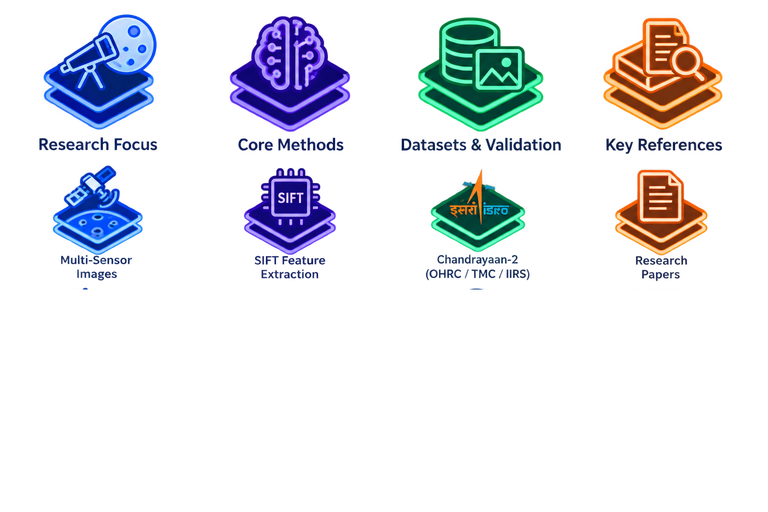 Research Focus
Core Methods
Datasets & Validation
Key References
SIFT
इसरो isro
Multi-Sensor
Images
SIFT Feature
Extraction
Chandrayaan-2
(OHRC / TMC / IIRS)
Research
Papers